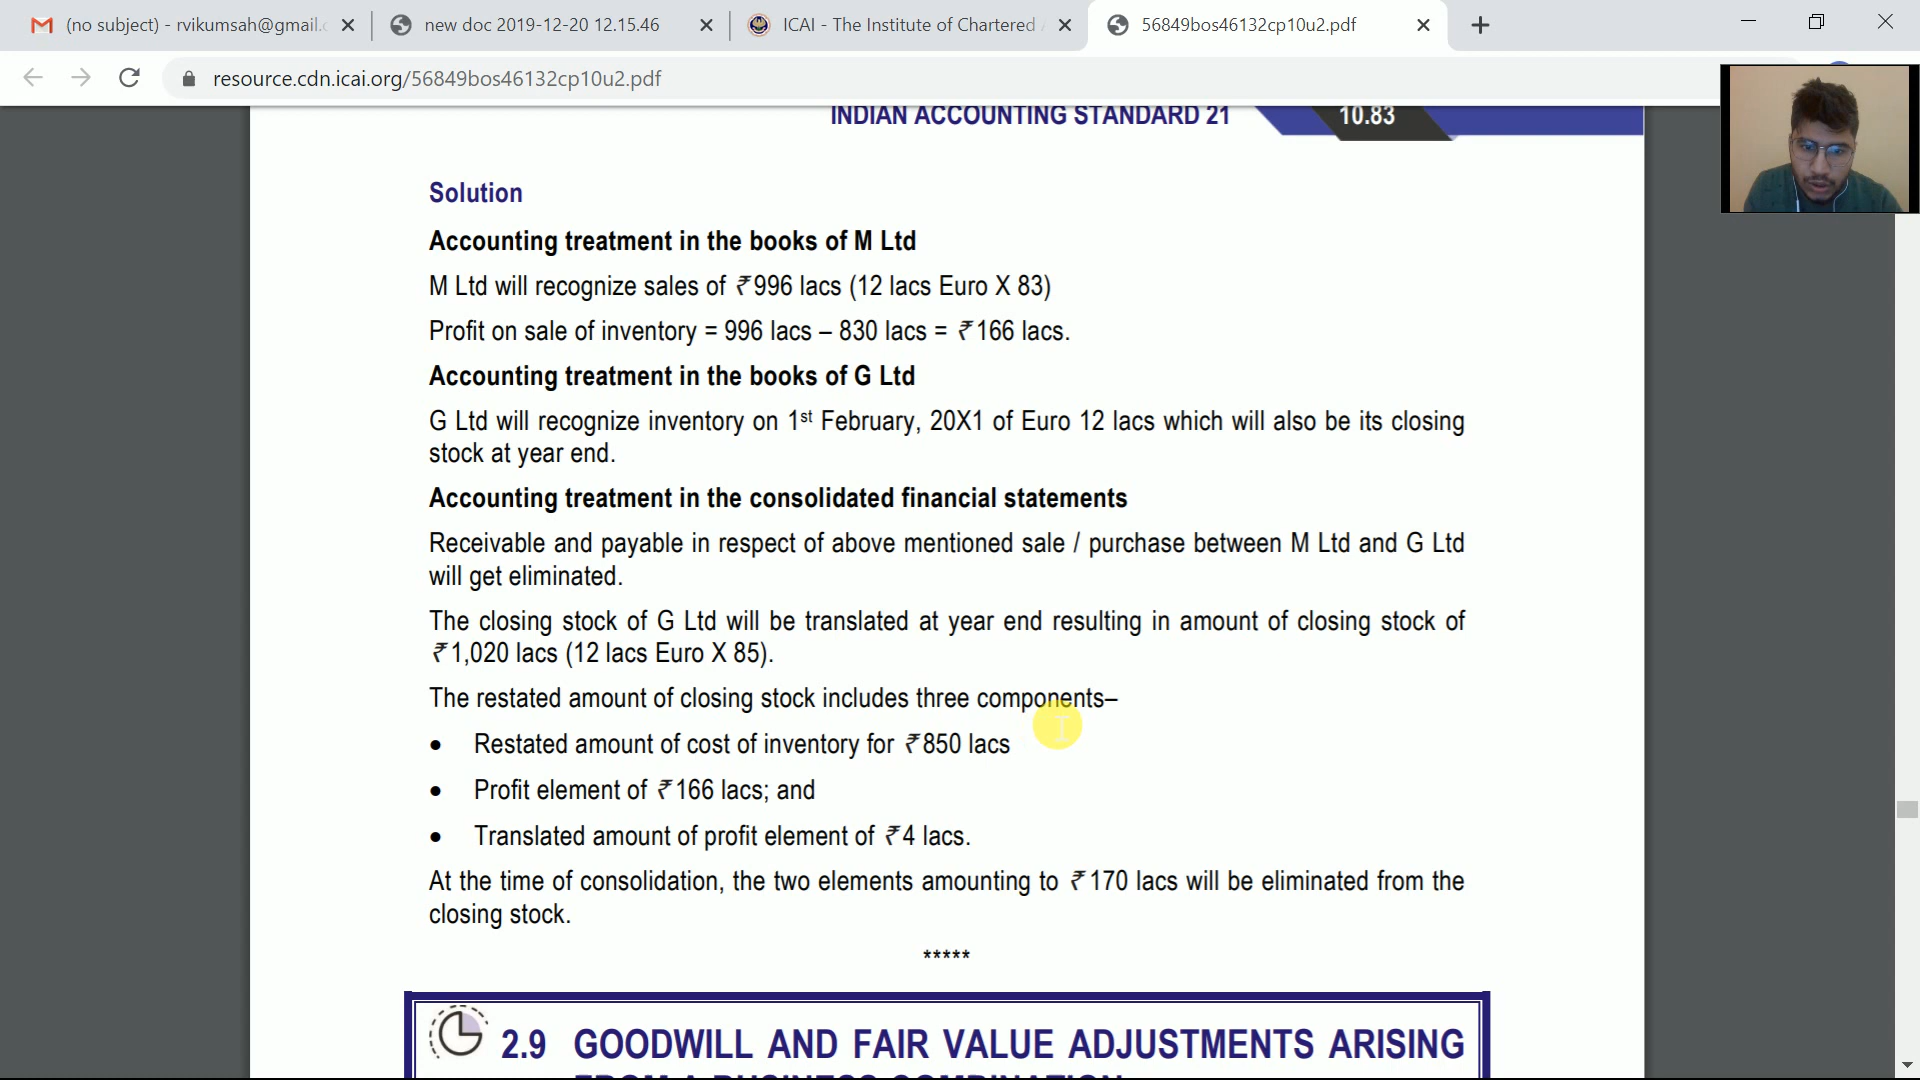 (no subject) - rvikumsah@gmail.c
new doc 2019-12-20 12.15.46
ICAI - The Institute of Chartered A
56849bos46132cp10u2.pdf
resource.cdn.icai.org/56849bos46132cp10u2.pdf
INDIAN ACCOUNTING STANDARD 21
10.83
Solution
Accounting treatment in the books of M Ltd
M Ltd will recognize sales of ₹ 996 lacs (12 lacs Euro X 83)
Profit on sale of inventory = 996 lacs – 830 lacs = ₹ 166 lacs.
Accounting treatment in the books of G Ltd
G Ltd will recognize inventory on 1st February, 20X1 of Euro 12 lacs which will also be its closing
stock at year end.
Accounting treatment in the consolidated financial statements
Receivable and payable in respect of above mentioned sale / purchase between M Ltd and G Ltd
will get eliminated.
The closing stock of G Ltd will be translated at year end resulting in amount of closing stock of
₹ 1,020 lacs (12 lacs Euro X 85).
The restated amount of closing stock includes three components–
• Restated amount of cost of inventory for ₹ 850 lacs
• Profit element of ₹ 166 lacs; and
• Translated amount of profit element of ₹ 4 lacs.
At the time of consolidation, the two elements amounting to ₹ 170 lacs will be eliminated from the
closing stock.
*****
2.9 GOODWILL AND FAIR VALUE ADJUSTMENTS ARISING
FROM A BUSINESS COMBINATION